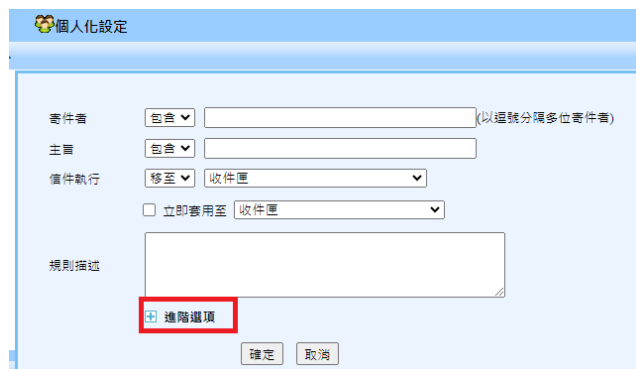 個人化設定
寄件者 包含 (以逗號分隔多位寄件者)
主旨 包含
信件執行 移至 收件匣
立即套用至 收件匣
規則描述
進階選項
確定 取消